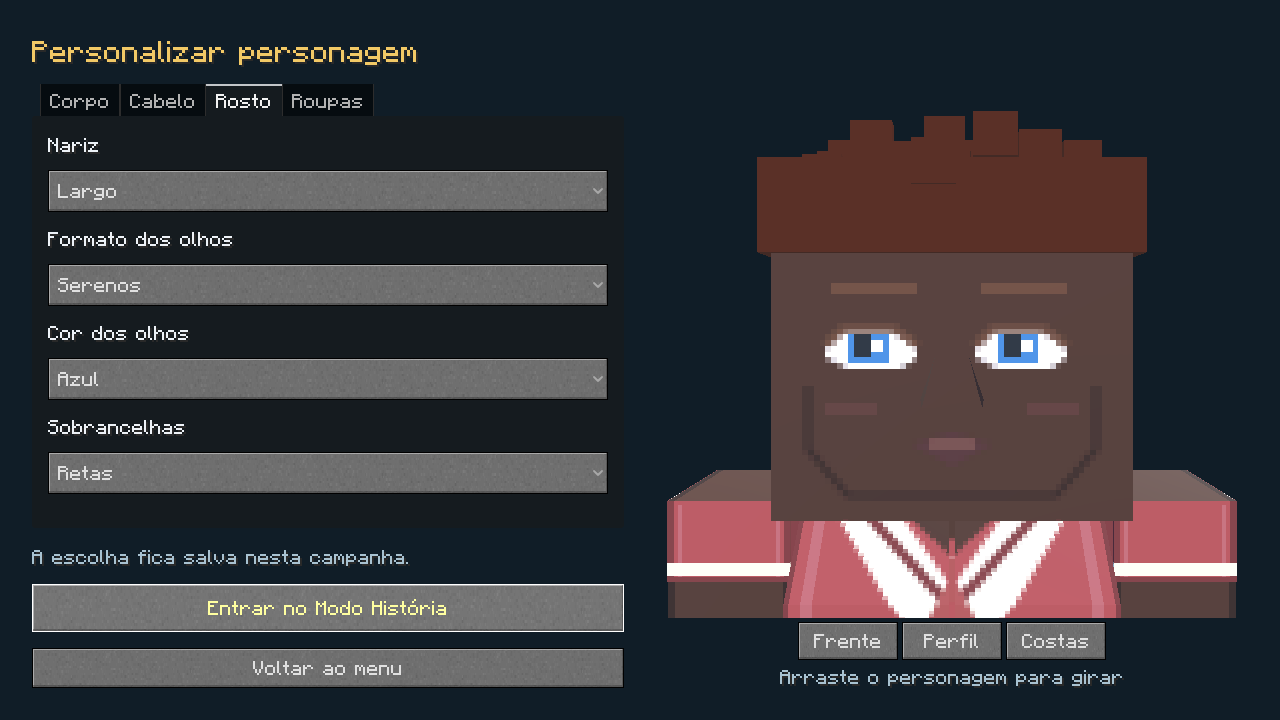 Personalizar personagem
Corpo Cabelo Rosto Roupas
Nariz
Largo
Formato dos olhos
Serenos
Cor dos olhos
Azul
Sobrancelhas
Retas
A escolha fica salva nesta campanha.
Entrar no Modo História
Voltar ao menu
Frente Perfil Costas
Arraste o personagem para girar